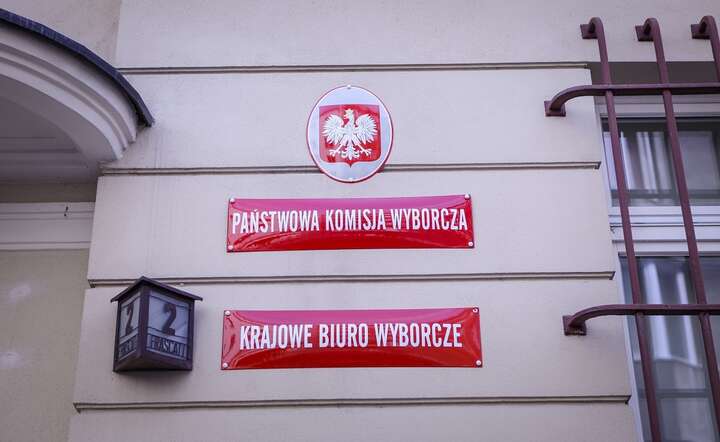 PAŃSTWOWA KOMISJA WYBORCZA
KRAJOWE BIURO WYBORCZE
2
2